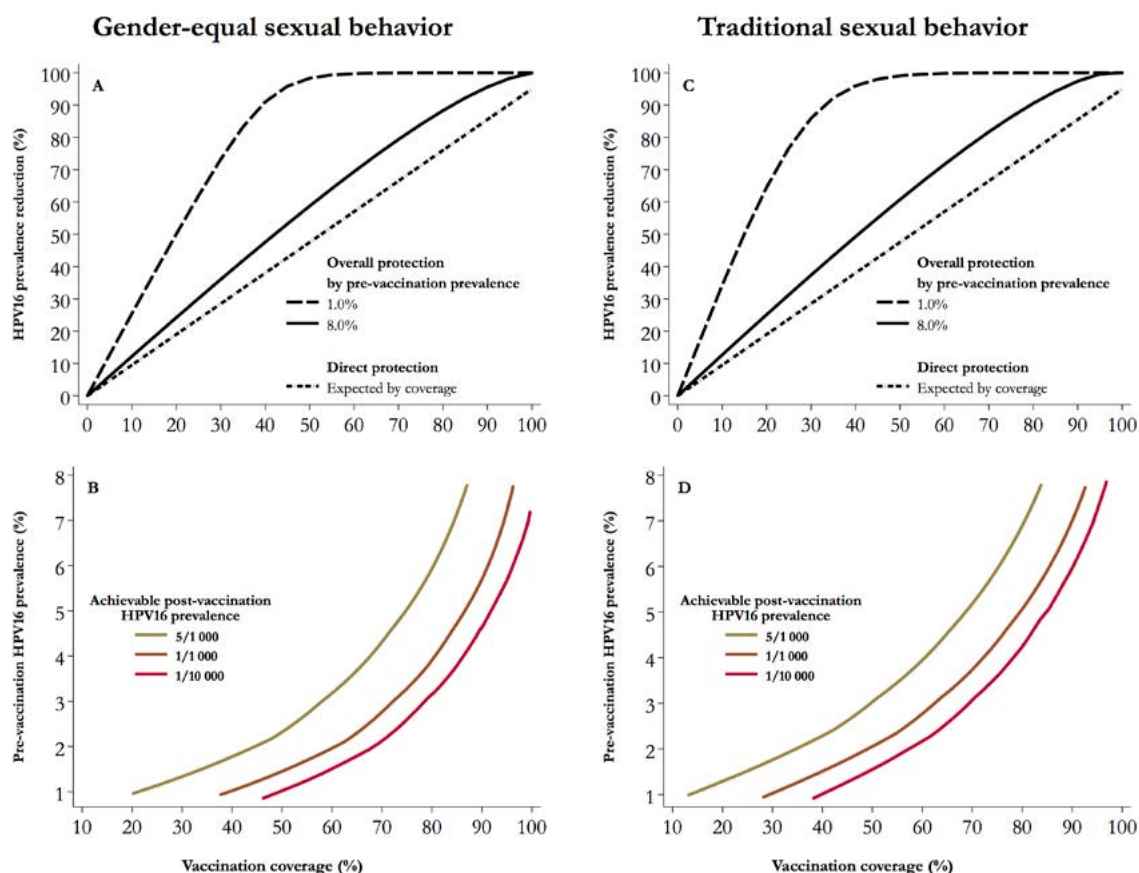 Gender-equal sexual behavior
Traditional sexual behavior
A
HPV16 prevalence reduction (%)
100
90
80
70
60
50
40
30
20
10
0
Overall protection
by pre-vaccination prevalence
1.0%
8.0%
Direct protection
Expected by coverage
0 10 20 30 40 50 60 70 80 90 100
C
HPV16 prevalence reduction (%)
100
90
80
70
60
50
40
30
20
10
0
Overall protection
by pre-vaccination prevalence
1.0%
8.0%
Direct protection
Expected by coverage
0 10 20 30 40 50 60 70 80 90 100
B
Pre-vaccination HPV16 prevalence (%)
8
7
6
5
4
3
2
1
Achievable post-vaccination
HPV16 prevalence
5/1 000
1/1 000
1/10 000
10 20 30 40 50 60 70 80 90 100
Vaccination coverage (%)
D
Pre-vaccination HPV16 prevalence (%)
8
7
6
5
4
3
2
1
Achievable post-vaccination
HPV16 prevalence
5/1 000
1/1 000
1/10 000
10 20 30 40 50 60 70 80 90 100
Vaccination coverage (%)